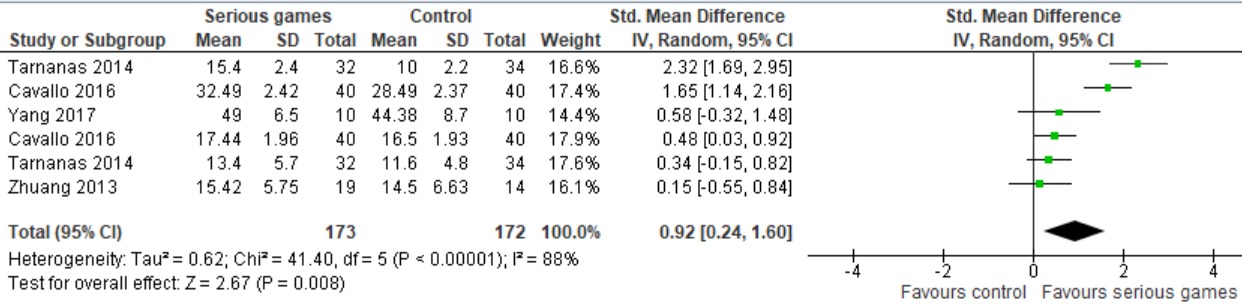 Serious games Control Std. Mean Difference Std. Mean Difference
Study or Subgroup Mean SD Total Mean SD Total Weight IV, Random, 95% CI IV, Random, 95% CI
Tarnanas 2014 15.4 2.4 32 10 2.2 34 16.6% 2.32 [1.69, 2.95]
Cavallo 2016 32.49 2.42 40 28.49 2.37 40 17.4% 1.65 [1.14, 2.16]
Yang 2017 49 6.5 10 44.38 8.7 10 14.4% 0.58 [-0.32, 1.48]
Cavallo 2016 17.44 1.96 40 16.5 1.93 40 17.9% 0.48 [0.03, 0.92]
Tarnanas 2014 13.4 5.7 32 11.6 4.8 34 17.6% 0.34 [-0.15, 0.82]
Zhuang 2013 15.42 5.75 19 14.5 6.63 14 16.1% 0.15 [-0.55, 0.84]
Total (95% CI) 173 172 100.0% 0.92 [0.24, 1.60]
Heterogeneity: Tau² = 0.62; Chi² = 41.40, df = 5 (P < 0.00001); I² = 88%
Test for overall effect: Z = 2.67 (P = 0.008)
-4 -2 0 2 4
Favours control Favours serious games